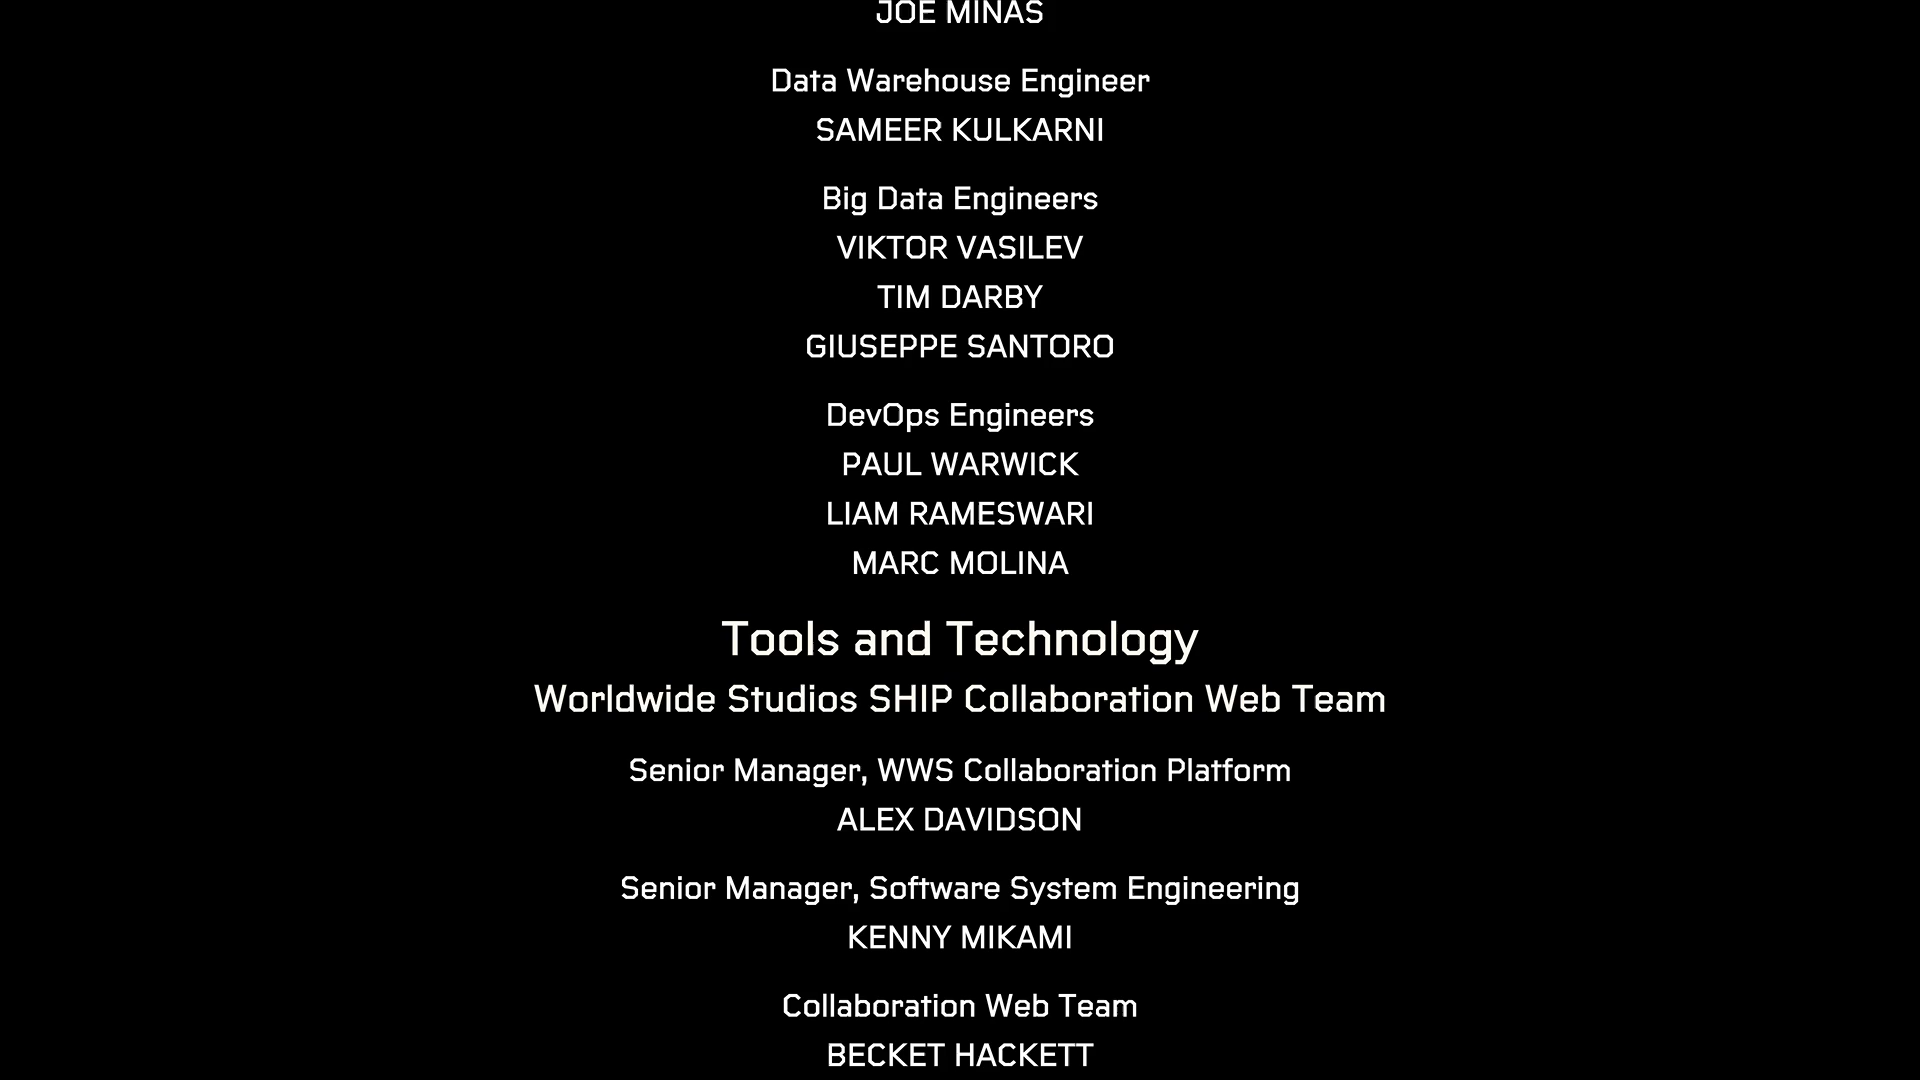 JOE MINAS
Data Warehouse Engineer
SAMEER KULKARNI
Big Data Engineers
VIKTOR VASILEV
TIM DARBY
GIUSEPPE SANTORO
DevOps Engineers
PAUL WARWICK
LIAM RAMESWARI
MARC MOLINA
Tools and Technology
Worldwide Studios SHIP Collaboration Web Team
Senior Manager, WWS Collaboration Platform
ALEX DAVIDSON
Senior Manager, Software System Engineering
KENNY MIKAMI
Collaboration Web Team
BECKET HACKETT